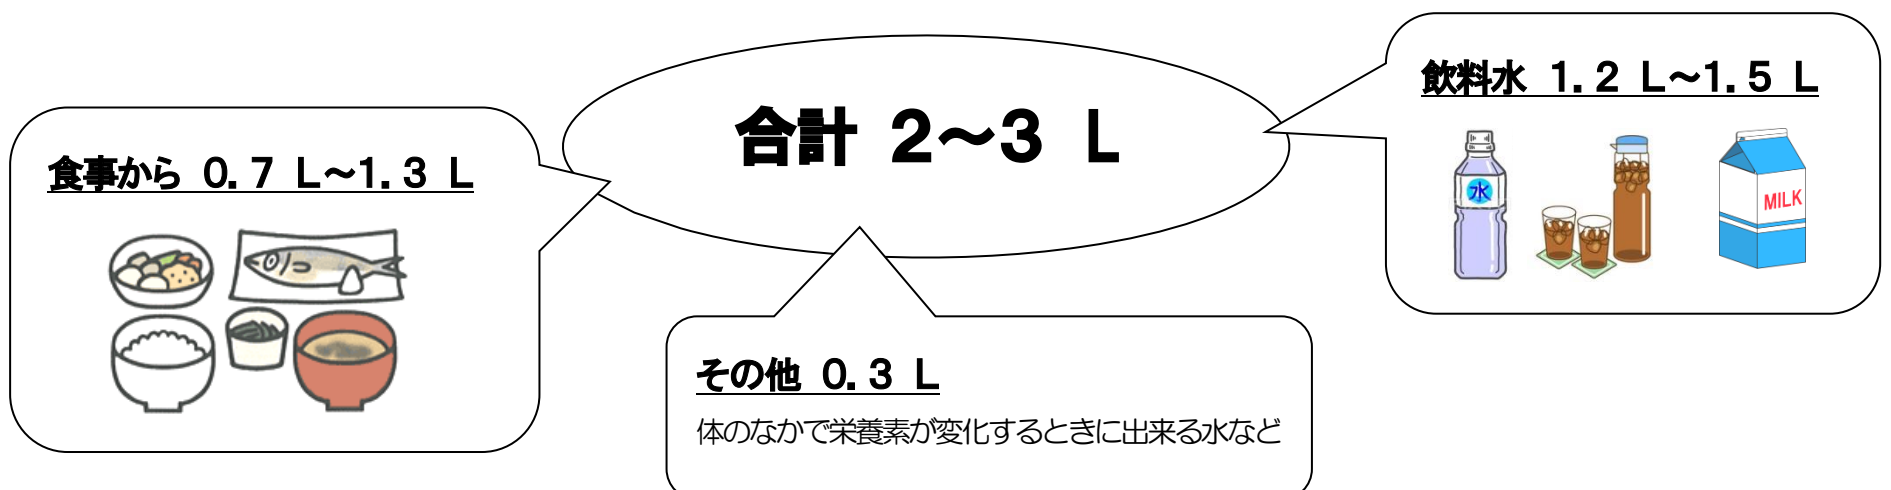 合計 2～3 L
食事から 0.7 L～1.3 L
飲料水 1.2 L～1.5 L
水
MILK
その他 0.3 L
体のなかで栄養素が変化するときに出来る水など